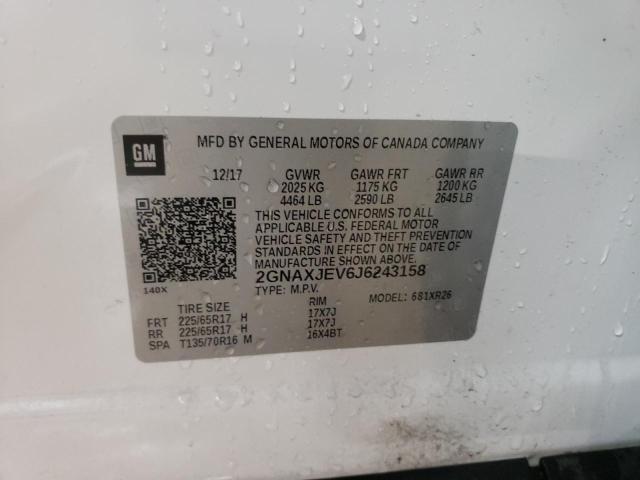 GM
MFD BY GENERAL MOTORS OF CANADA COMPANY
12/17 GVWR GAWR FRT GAWR RR
2025 KG 1175 KG 1200 KG
4464 LB 2590 LB 2645 LB
THIS VEHICLE CONFORMS TO ALL
APPLICABLE U.S. FEDERAL MOTOR
VEHICLE SAFETY AND THEFT PREVENTION
STANDARDS IN EFFECT ON THE DATE OF
MANUFACTURE SHOWN ABOVE.
2GNAXJEV6J6243158
140X
TYPE: M.P.V. MODEL: 681XR26
TIRE SIZE RIM
FRT 225/65R17 H 17X7J
RR 225/65R17 H 17X7J
SPA T135/70R16 M 16X4BT